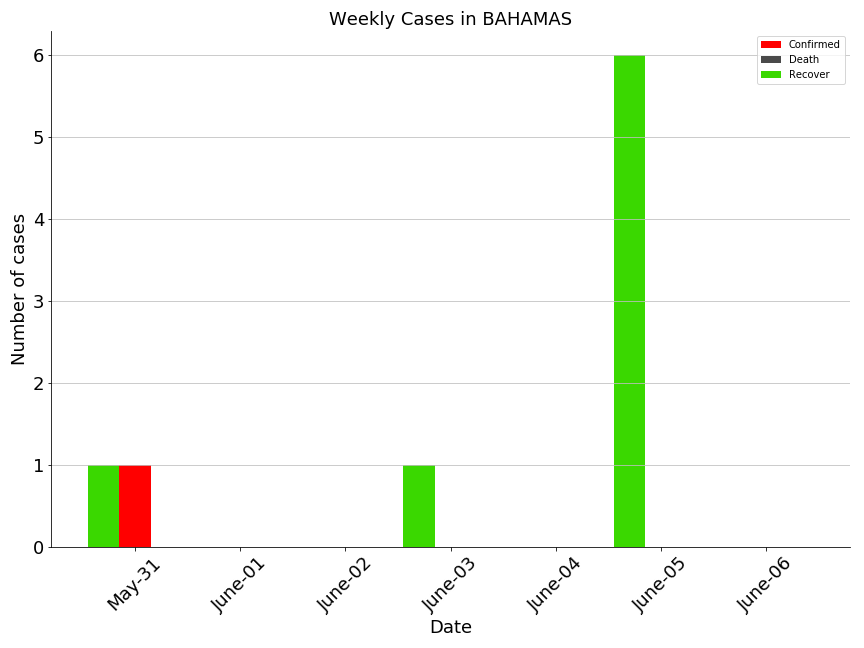 Weekly Cases in BAHAMAS
Confirmed
Death
Recover
6
5
4
3
2
1
0
Number of cases
May-31
June-01
June-02
June-03
June-04
June-05
June-06
Date